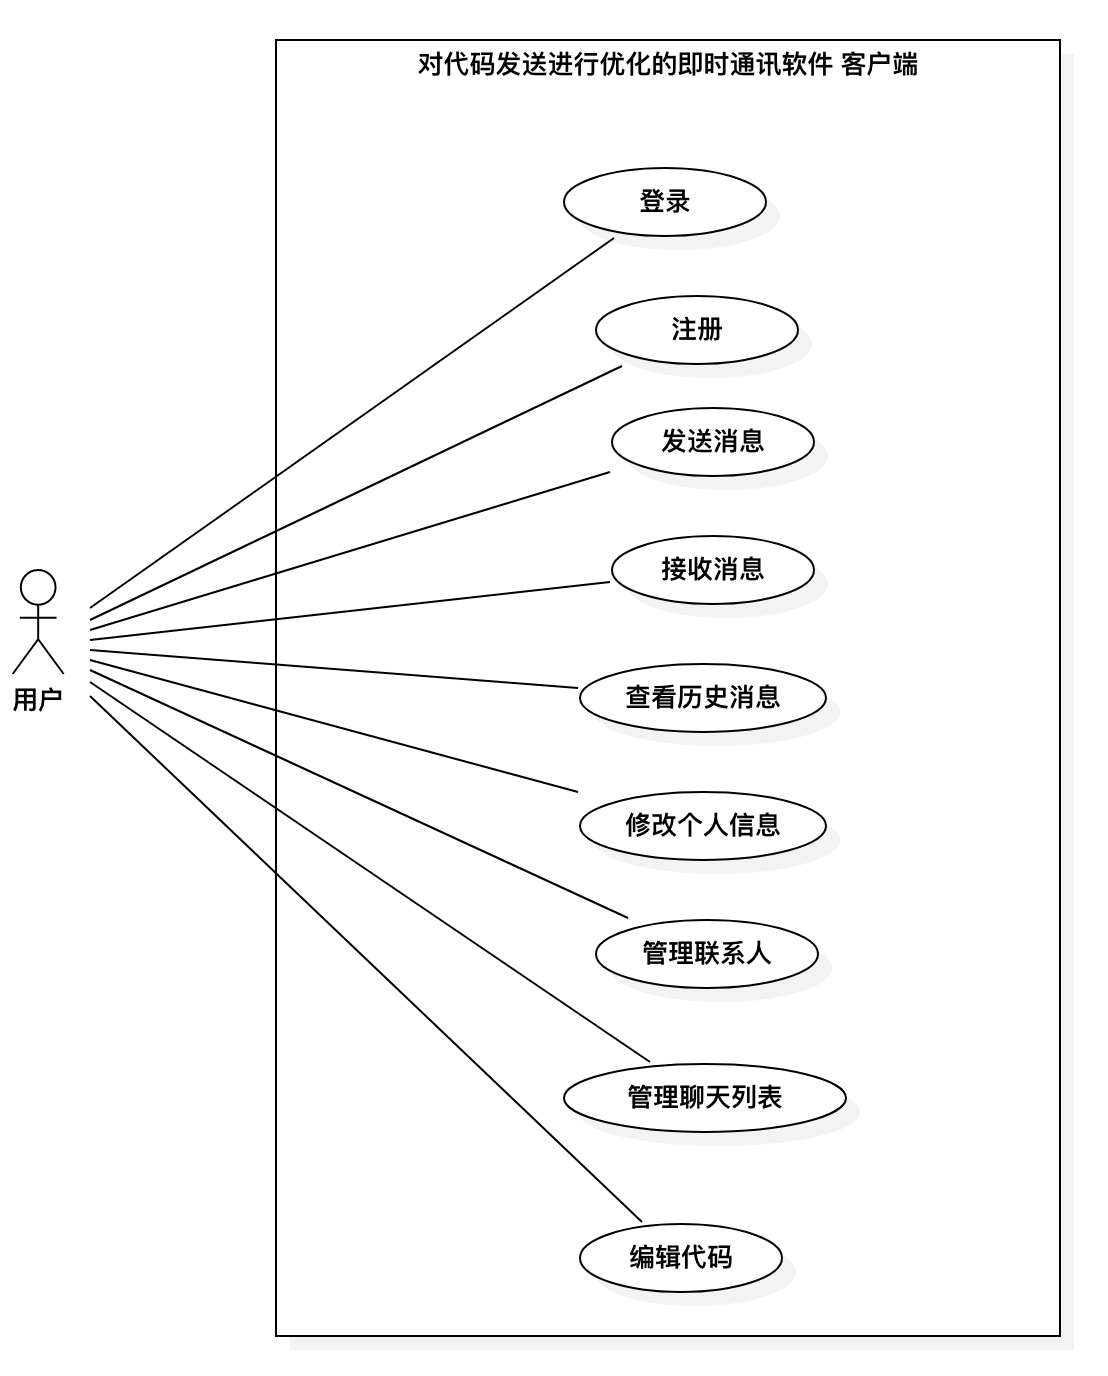 对代码发送进行优化的即时通讯软件 客户端
登录
注册
发送消息
接收消息
查看历史消息
用户
修改个人信息
管理联系人
管理聊天列表
编辑代码